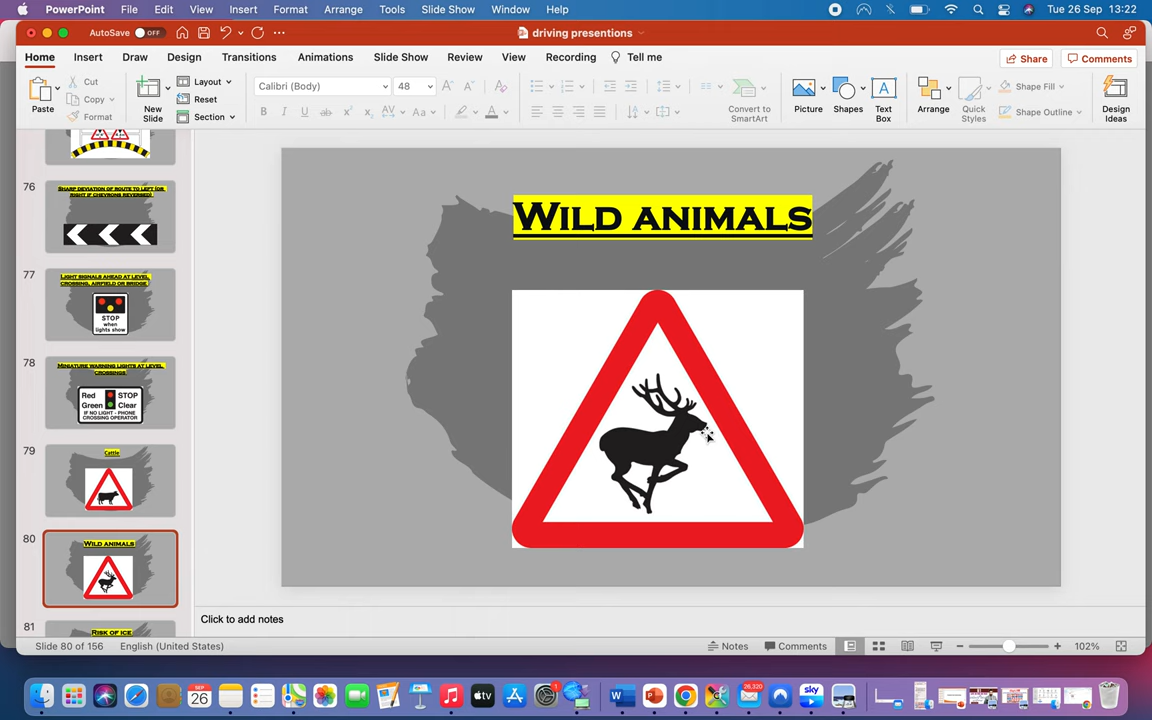 PowerPoint File Edit View Insert Format Arrange Tools Slide Show Window Help Tue 26 Sep 13:22
AutoSave OFF driving presentions
Home Insert Draw Design Transitions Animations Slide Show Review View Recording Tell me Share Comments
Paste Cut Copy Format New Slide Layout Reset Section Calibri (Body) 48 Convert to SmartArt Picture Shapes Text Box Arrange Quick Styles Shape Fill Shape Outline Design Ideas
76
Sharp deviation of route to left (or
right if chevrons reversed)
77
Light signals ahead at level
crossing, airfield or bridge
STOP
when
lights show
78
Miniature warning lights at level
crossings
Red STOP
Green Clear
IF NO LIGHT - PHONE
CROSSING OPERATOR
79
Cattle
80
Wild animals
81
Risk of ice
Wild animals
Click to add notes
Slide 80 of 156 English (United States) Notes Comments 102%
SEP
26
26,320
sky